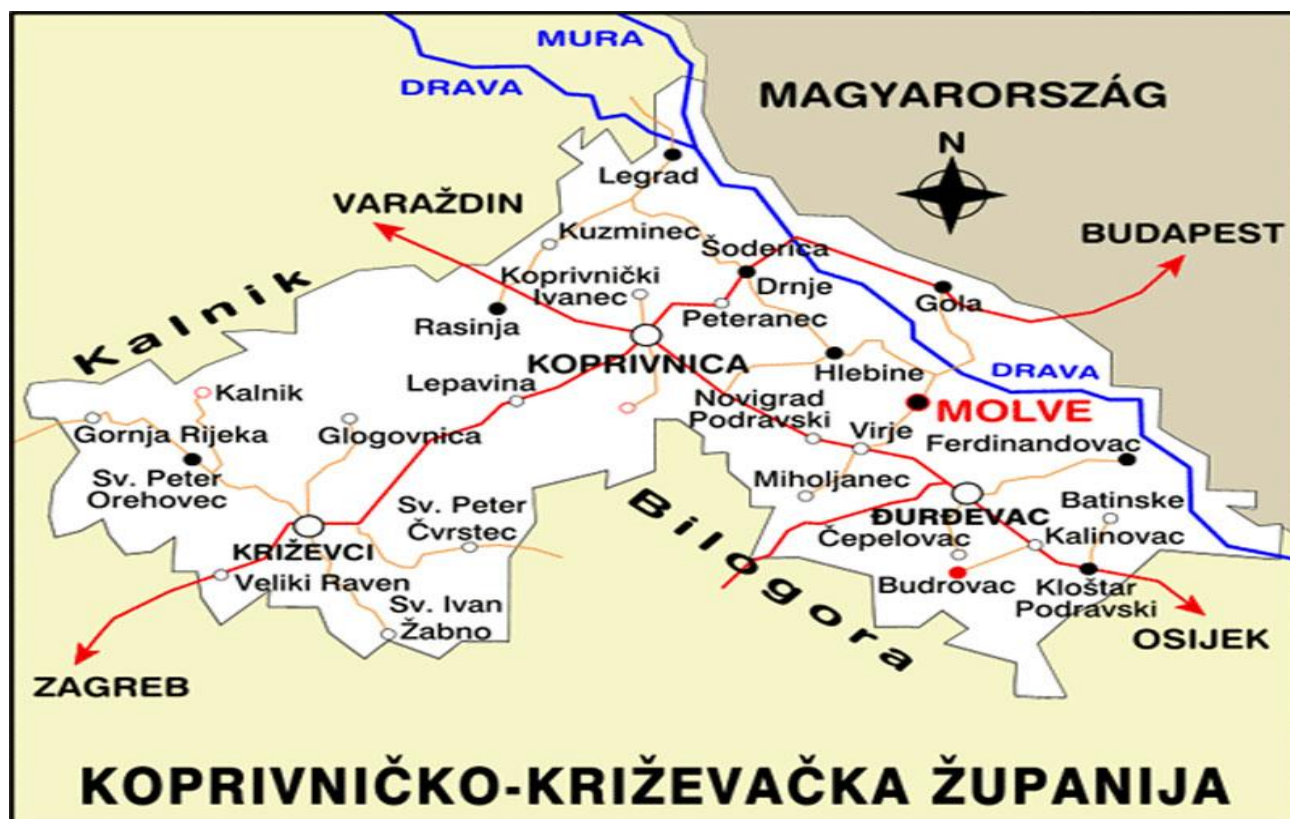 MURA
DRAVA
MAGYARORSZÁG
N
Legrad
VARAŽDIN
BUDAPEST
Kuzminec
Šoderica
Koprivnički
Ivanec
Drnje
Gola
Kalnik
Rasinja
Peteranec
KOPRIVNICA
DRAVA
Kalnik
Lepavina
Hlebine
Novigrad
Podravski
MOLVE
Gornja Rijeka
Glogovnica
Virje
Ferdinandovac
Sv. Peter
Orehovec
Miholjanec
Bilogora
Sv. Peter
Čvrstec
Batinske
ĐURĐEVAC
KRIŽEVCI
Čepelovac
Kalinovac
Veliki Raven
Budrovac
Kloštar
Podravski
Sv. Ivan
Žabno
OSIJEK
ZAGREB
KOPRIVNIČKO-KRIŽEVAČKA ŽUPANIJA